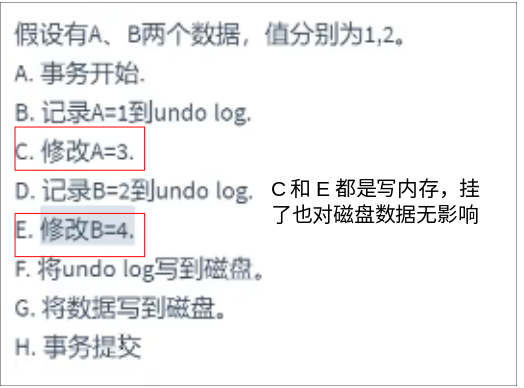 假设有A、B两个数据，值分别为1,2。
A. 事务开始.
B. 记录A=1到undo log.
C. 修改A=3.
D. 记录B=2到undo log.
E. 修改B=4.
F. 将undo log写到磁盘。
G. 将数据写到磁盘。
H. 事务提交
C 和 E 都是写内存，挂
了也对磁盘数据无影响